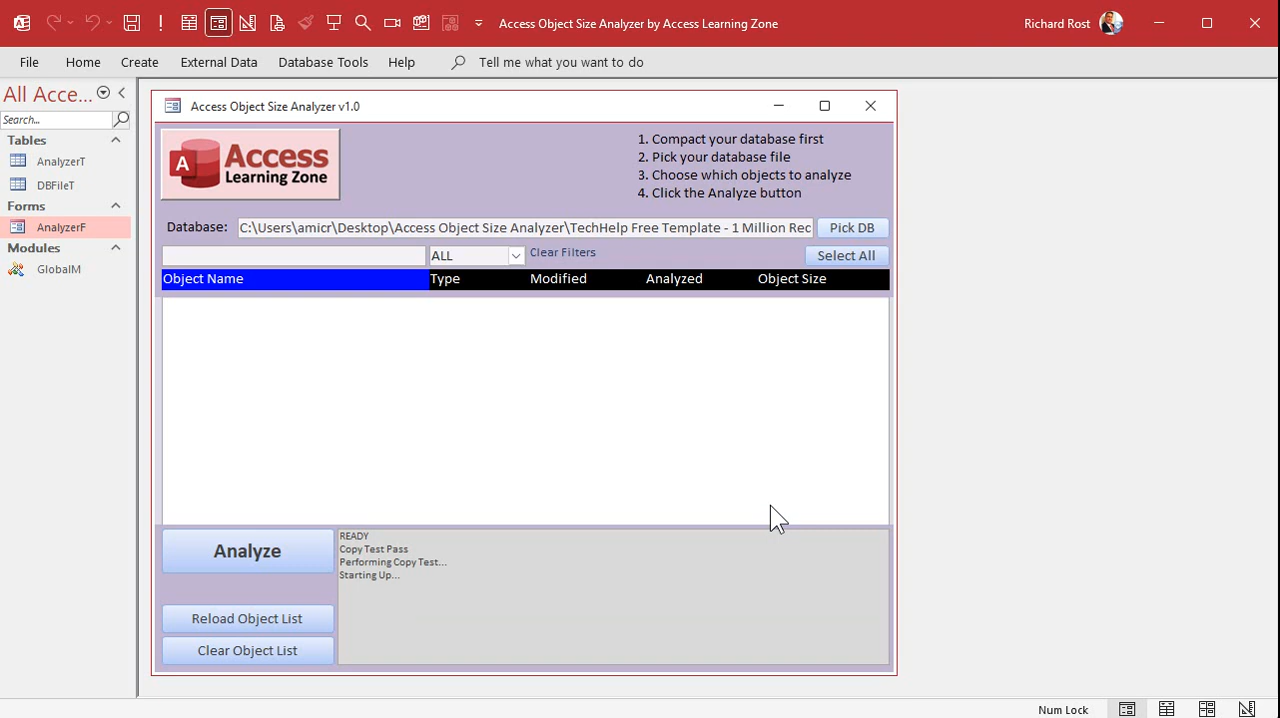 Access Object Size Analyzer by Access Learning Zone
Richard Rost
File Home Create External Data Database Tools Help Tell me what you want to do
All Acce...
Search...
Tables
AnalyzerT
DBFileT
Forms
AnalyzerF
Modules
GlobalM
Access Object Size Analyzer v1.0
A Access
Learning Zone
1. Compact your database first
2. Pick your database file
3. Choose which objects to analyze
4. Click the Analyze button
Database: C:\Users\amicr\Desktop\Access Object Size Analyzer\TechHelp Free Template - 1 Million Rec Pick DB
ALL Clear Filters Select All
Object Name Type Modified Analyzed Object Size
Analyze
Reload Object List
Clear Object List
READY
Copy Test Pass
Performing Copy Test...
Starting Up...
Num Lock